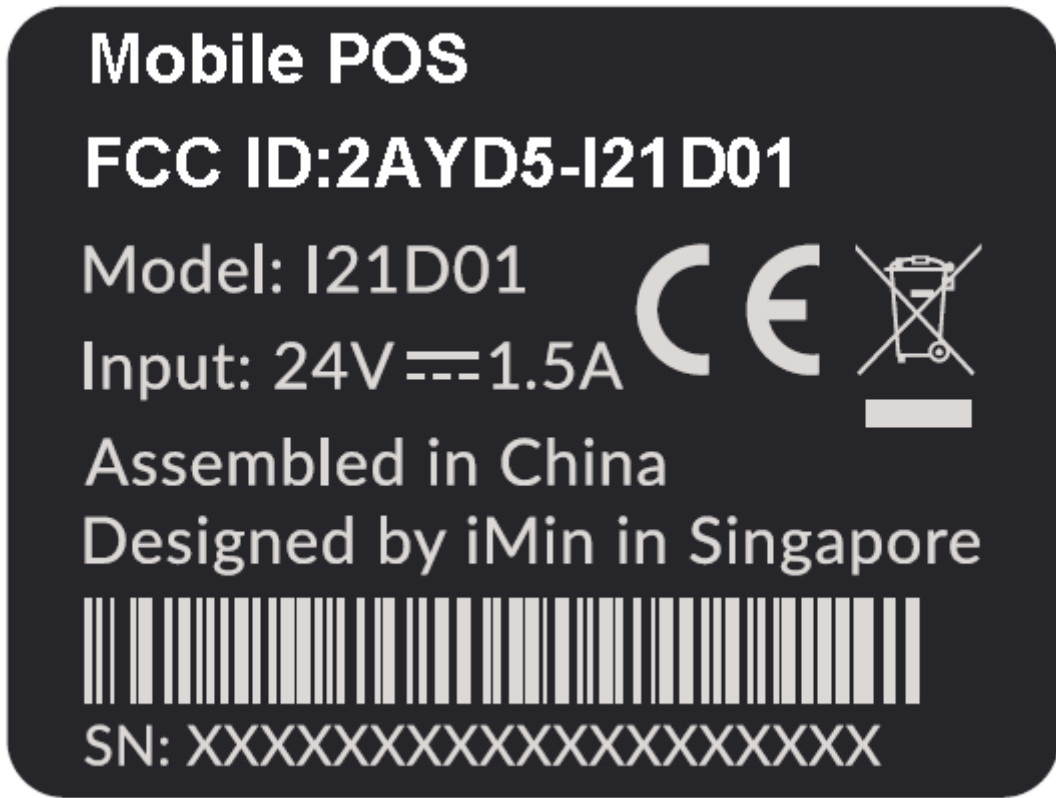 Mobile POS
FCC ID:2AYD5-I21D01
Model: I21D01
Input: 24V⎓1.5A
CE
Assembled in China
Designed by iMin in Singapore
SN: XXXXXXXXXXXXXXXXXXXX